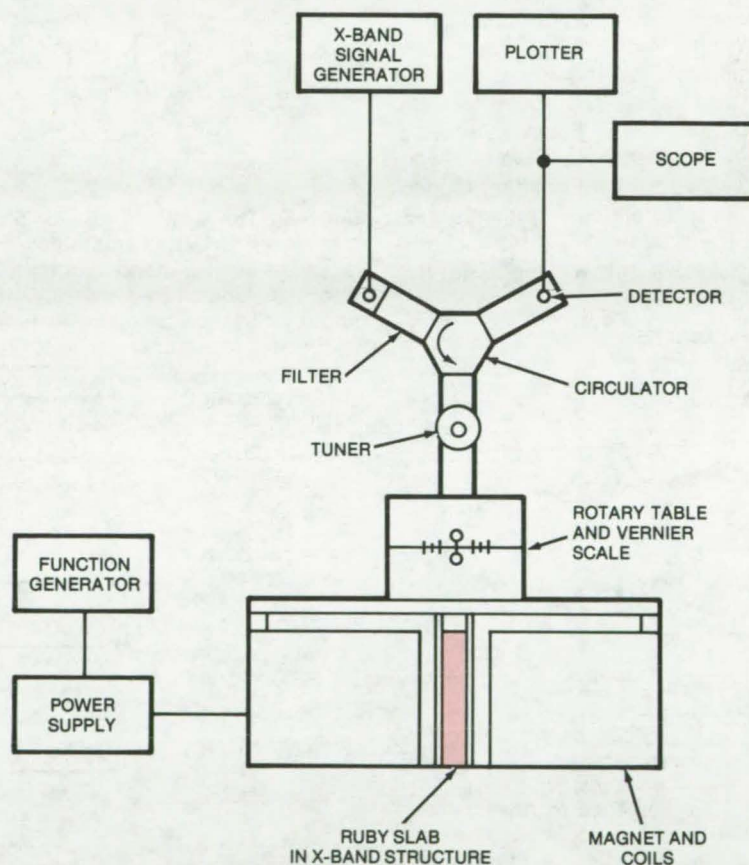 X-BAND
SIGNAL
GENERATOR
PLOTTER
SCOPE
DETECTOR
FILTER
CIRCULATOR
TUNER
ROTARY TABLE
AND VERNIER
SCALE
FUNCTION
GENERATOR
POWER
SUPPLY
RUBY SLAB
IN X-BAND STRUCTURE
MAGNET AND
COILS